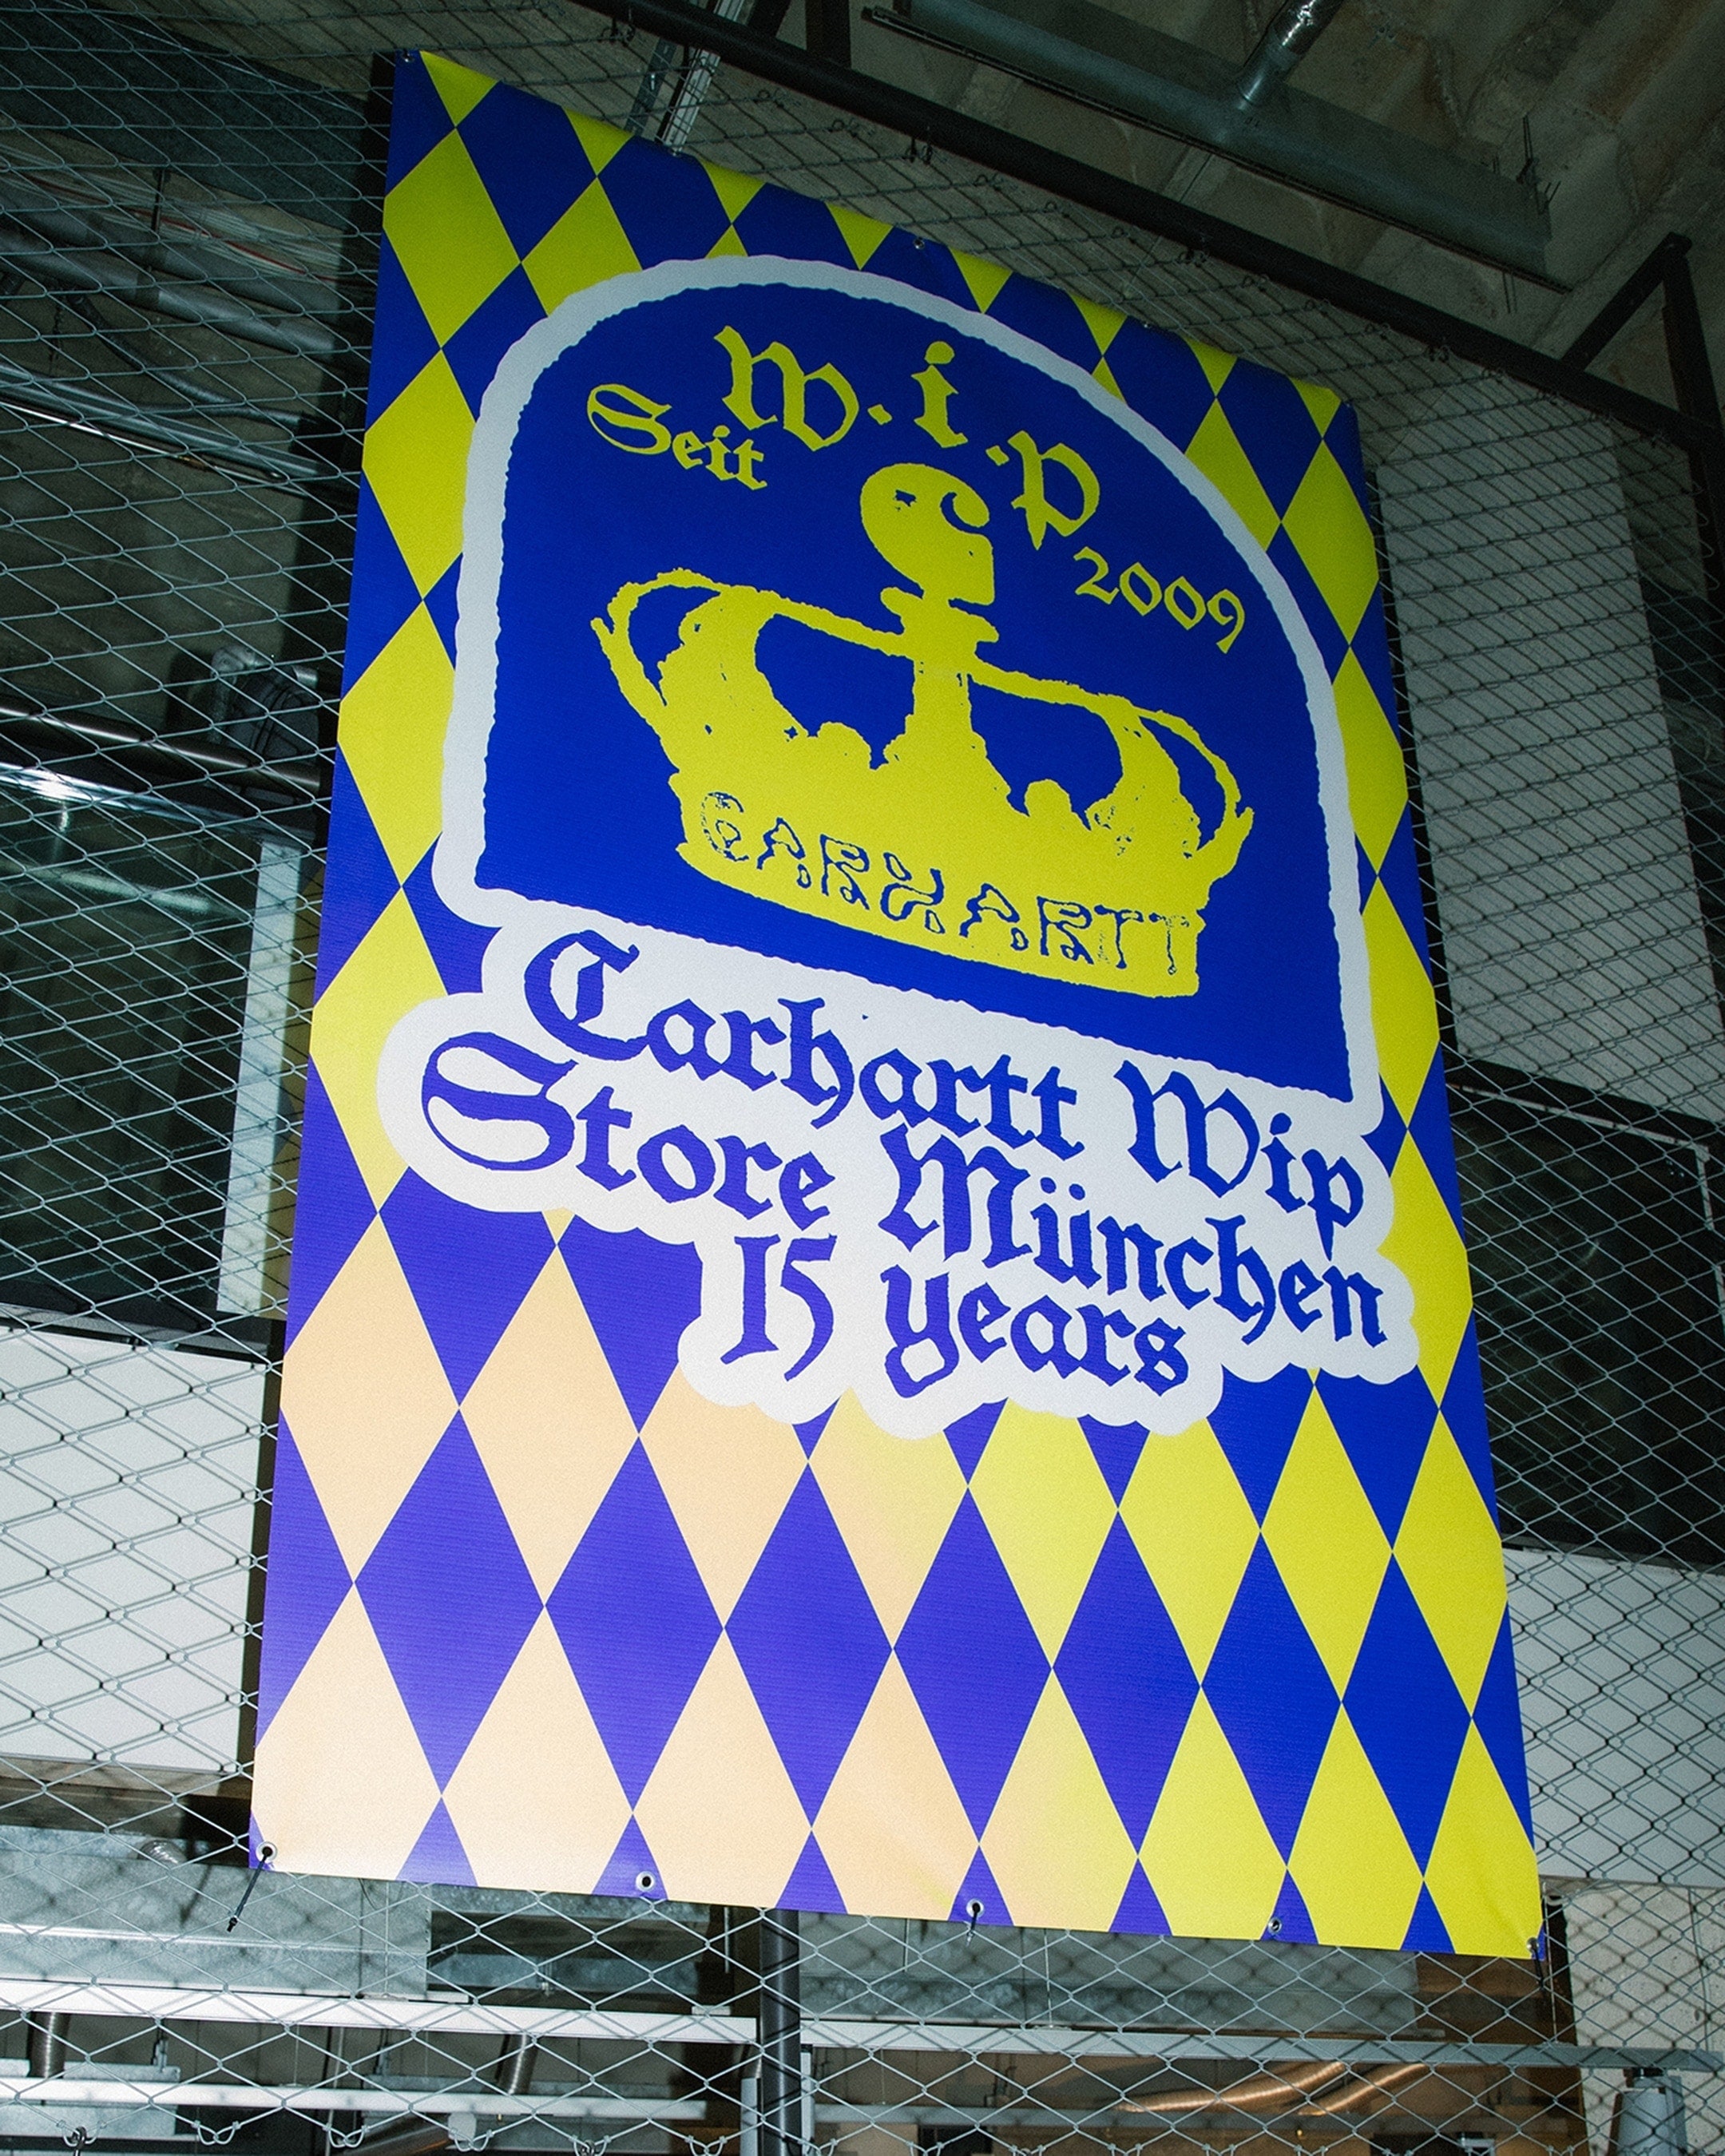 W.i.P
Seit 2009
CARHARTT
Carhartt Wip
Store München
15 years